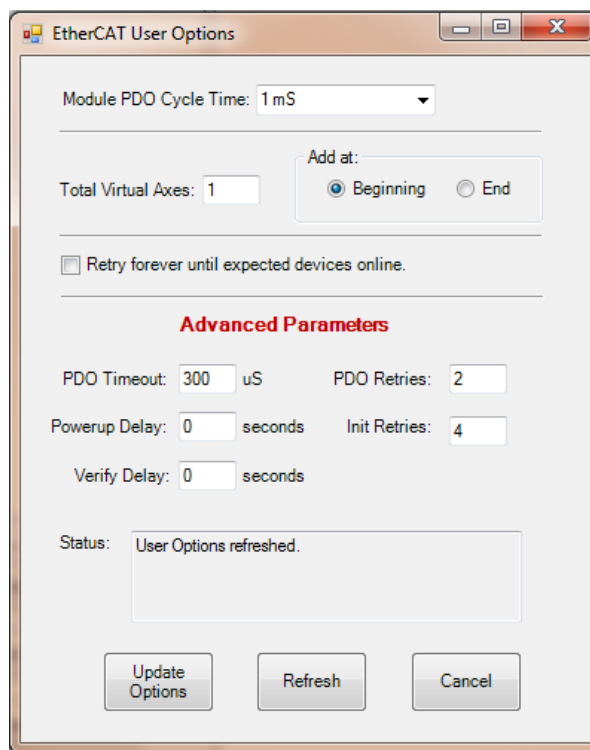 EtherCAT User Options
Module PDO Cycle Time: 1 mS
Add at:
Total Virtual Axes: 1
Beginning
End
Retry forever until expected devices online.
Advanced Parameters
PDO Timeout: 300 uS
PDO Retries: 2
Powerup Delay: 0 seconds
Init Retries: 4
Verify Delay: 0 seconds
Status: User Options refreshed.
Update
Options
Refresh
Cancel